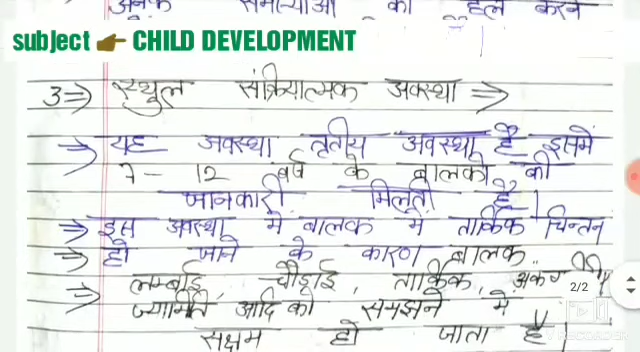 अनेक समस्याओं का हल करने
subject CHILD DEVELOPMENT
3⇒ स्थूल संक्रियात्मक अवस्था ⇒
⇒ यह अवस्था तृतीय अवस्था है इसमें
7 - 12 वर्ष के बालकों की
जानकारी मिलती है।
⇒ इस अवस्था में बालक में तार्किक चिन्तन
⇒ हो जाने के कारण बालक..
⇒ लम्बाई, चौड़ाई, तार्किक,
2/2
ज्यामिति आदि को समझने में
सक्षम हो जाता है।